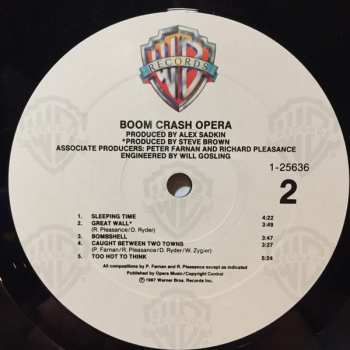 WB
RECORDS
BOOM CRASH OPERA
PRODUCED BY ALEX SADKIN
*PRODUCED BY STEVE BROWN
ASSOCIATE PRODUCERS: PETER FARNAN AND RICHARD PLEASANCE
ENGINEERED BY WILL GOSLING
1-25636
2
1. SLEEPING TIME 4:22
2. GREAT WALL* 3:49
(R. Pleasance/D. Ryder)
3. BOMBSHELL 3:47
4. CAUGHT BETWEEN TWO TOWNS 3:27
(P. Farnan/R. Pleasance/D. Ryder/W. Zygier)
5. TOO HOT TO THINK 5:24
All compositions by P. Farnan and R. Pleasance except as indicated
Published by Opera Music/Copyright Control
℗ 1987 Warner Bros. Records Inc.